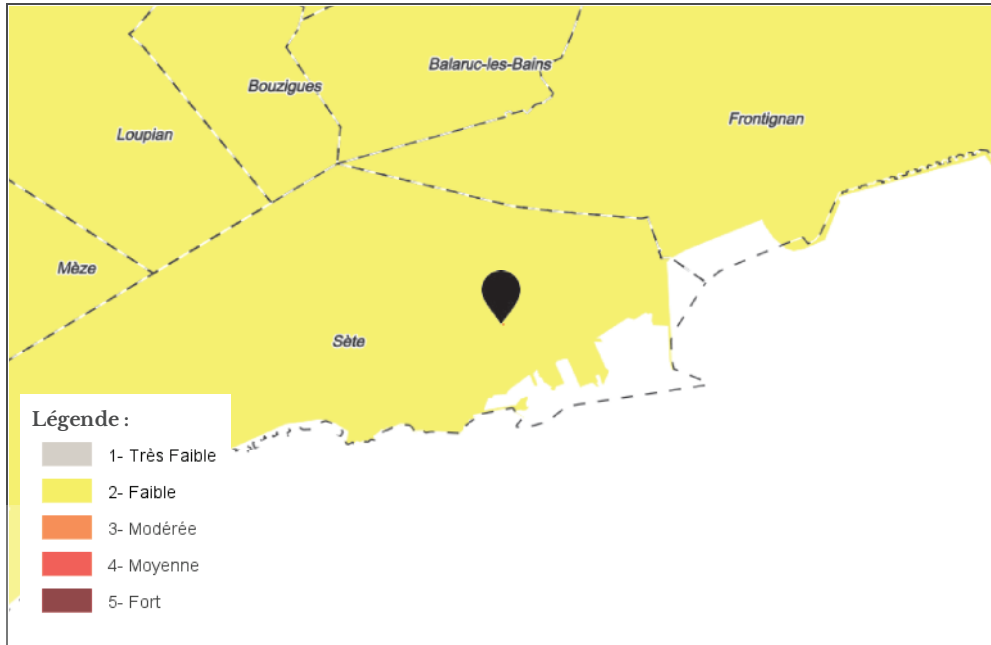 Balaruc-les-Bains
Bouzigues
Frontignan
Loupian
Mèze
Sète
Légende :
1- Très Faible
2- Faible
3- Modérée
4- Moyenne
5- Fort